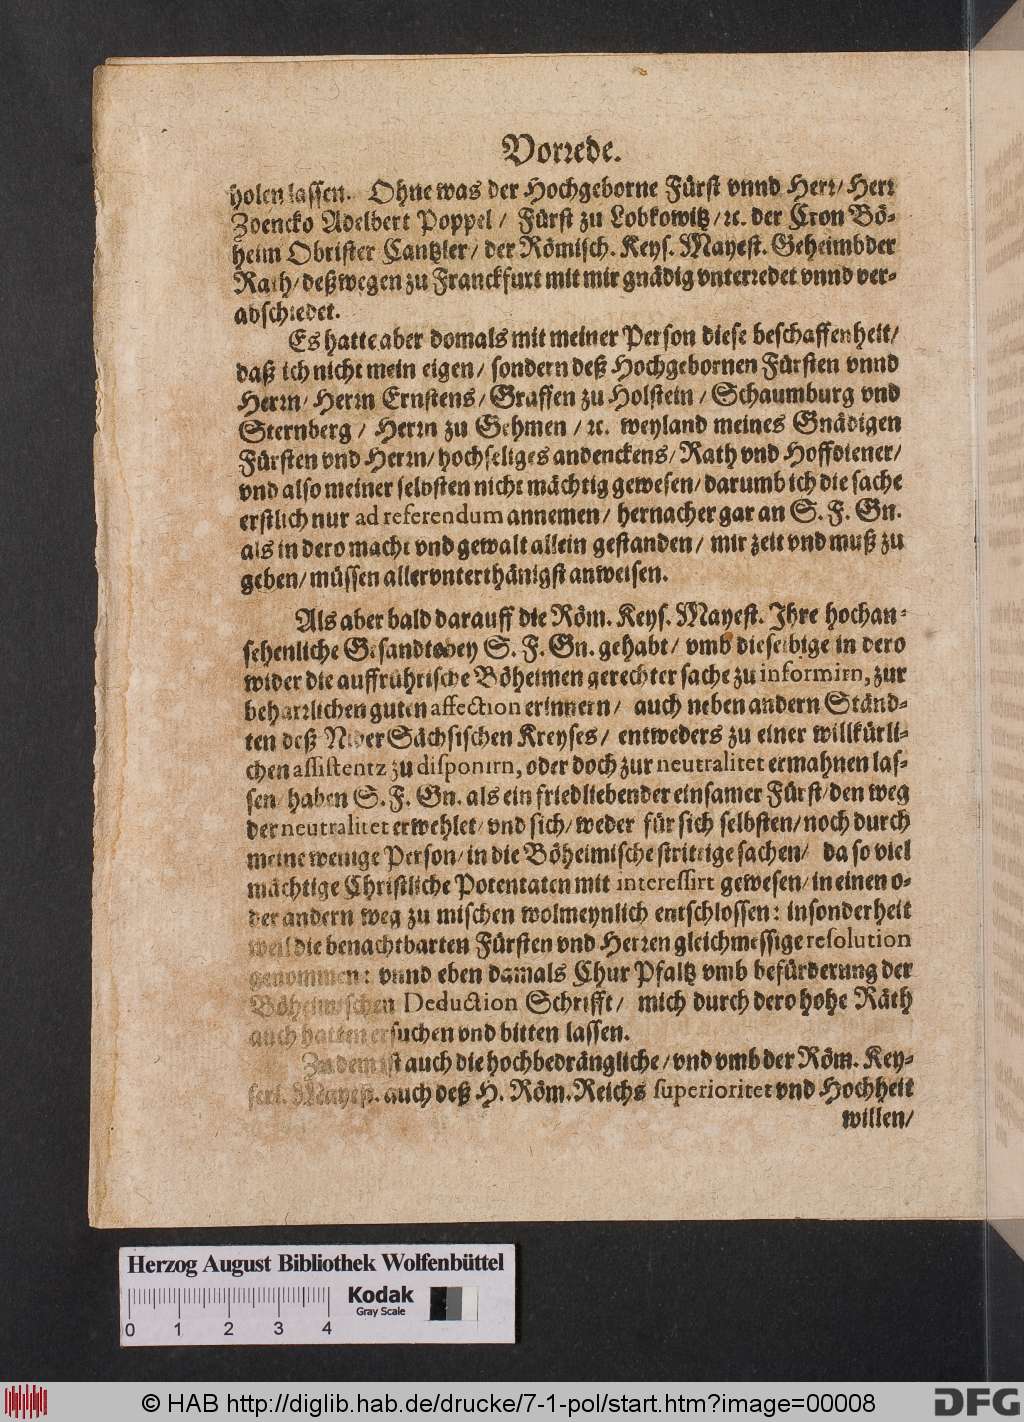 Vorrede.
holen lassen. Ohne was der Hochgeborne Fürst vnnd Herr/ Herr
Zdencko Adelbert Poppel / Fürst zu Lobkowitz /ꝛc. der Cron Bö-
heim Obrister Cantzler/ der Römisch. Keys. Mayest. Geheimbder
Rath/ deßwegen zu Franckfurt mit mir gnädig vnterredet vnnd ver-
abschiedet.
Es hatte aber domals mit meiner Person diese beschaffenheit/
daß ich nicht mein eigen/ sondern deß Hochgebornen Fürsten vnnd
Herrn/ Herrn Ernstens/ Graffen zu Holstein / Schaumburg vnd
Sternberg / Herrn zu Gehmen /ꝛc. weyland meines Gnädigen
Fürsten vnd Herrn/ hochseliges andenckens/ Rath vnd Hoffdiener/
vnd also meiner selbsten nicht mächtig gewesen/ darumb ich die sache
erstlich nur ad referendum annemen/ hernacher gar an S. F. Gn.
als in dero macht vnd gewalt allein gestanden/ mir zeit vnd muß zu
geben/ müssen allervnterthänigst anweisen.
Als aber bald darauff die Röm. Keys. Mayest. Ihre hochan-
sehenliche Gesandte bey S. F. Gn. gehabt/ vmb dieselbige in dero
wider die auffrührische Böheimen gerechter sache zu informirn, zur
beharrlichen guten affection erinnern/ auch neben andern Ständ-
ten deß Nider Sächsischen Kreyses/ entweders zu einer willkürli-
chen assistentz zu disponirn, oder doch zur neutralitet ermahnen las-
sen/ haben S. F. Gn. als ein friedliebender einsamer Fürst/ den weg
der neutralitet erwehlet/ vnd sich/ weder für sich selbsten/ noch durch
meine wenige Person/ in die Böheimische strittige sachen/ da so viel
mächtige Christliche Potentaten mit interessirt gewesen/ in einen o-
der andern weg zu mischen wolmeynlich entschlossen: insonderheit
weil die benachtbarten Fürsten vnd Herren gleichmessige resolution
genommen: vnnd eben damals Chur Pfaltz vmb befürderung der
Böheimischen Deduction Schrifft/ mich durch dero hohe Räth
auch hatten ersuchen vnd bitten lassen.
Zu dem ist auch die hochbedrängliche/ vnd vmb der Röm. Key-
serl. Mayest. auch deß H. Röm. Reichs superioritet vnd Hochheit
willen/
Herzog August Bibliothek Wolfenbüttel
Kodak
Gray Scale
0 1 2 3 4
© HAB http://diglib.hab.de/drucke/7-1-pol/start.htm?image=00008
DFG